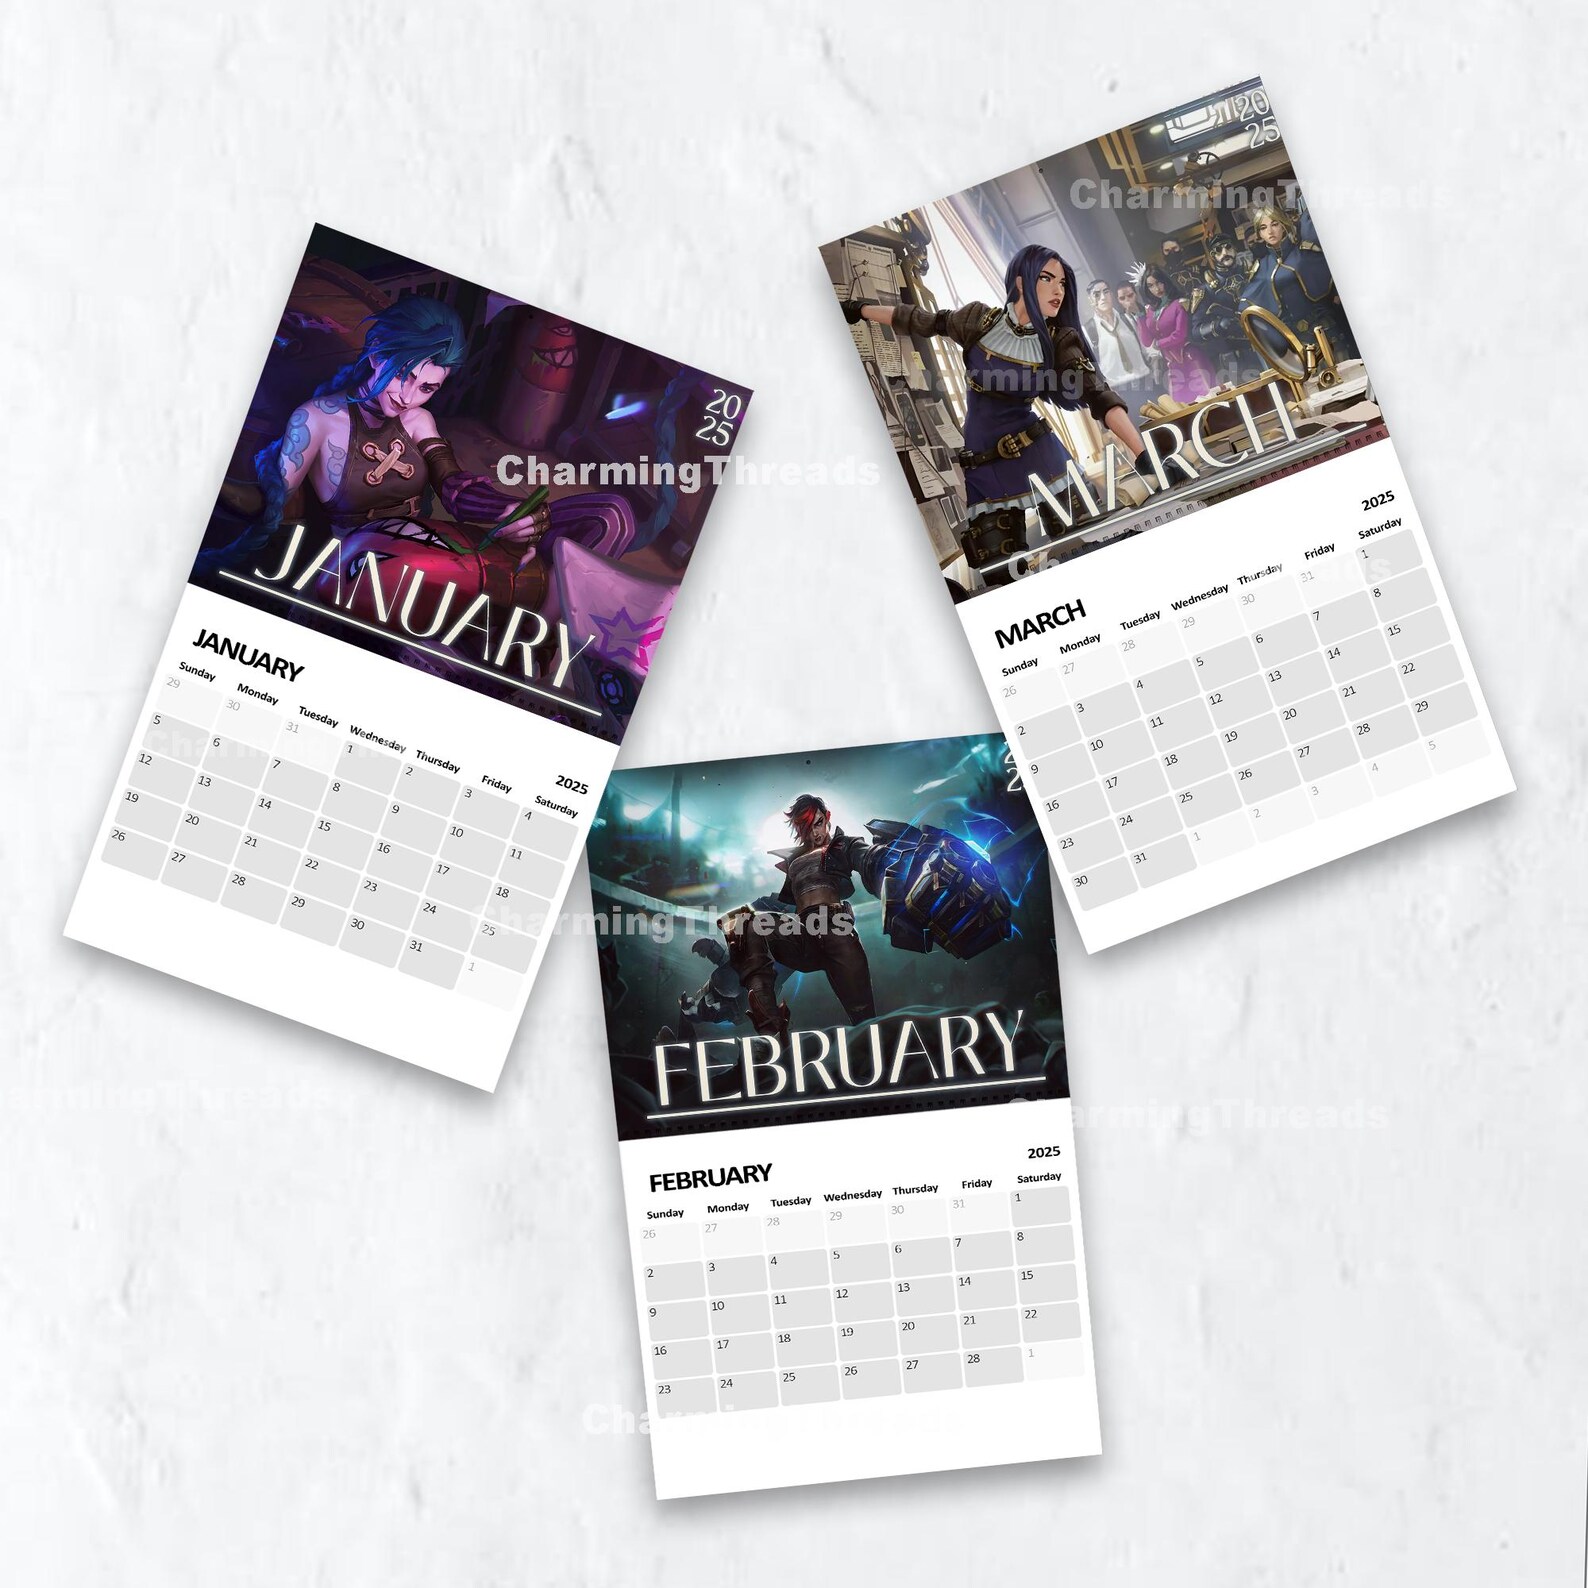 20
25
CharmingThreads
JANUARY
JANUARY
2025
Sunday Monday Tuesday Wednesday Thursday Friday Saturday
29 30 31 1 2 3 4
5 6 7 8 9 10 11
12 13 14 15 16 17 18
19 20 21 22 23 24 25
26 27 28 29 30 31 1
20
25
CharmingThreads
CharmingThreads
MARCH
CharmingThreads
MARCH
2025
Sunday Monday Tuesday Wednesday Thursday Friday Saturday
26 27 28 29 30 31 1
2 3 4 5 6 7 8
9 10 11 12 13 14 15
16 17 18 19 20 21 22
23 24 25 26 27 28 29
30 31 1 2 3 4 5
CharmingThreads
FEBRUARY
CharmingThreads
FEBRUARY
2025
Sunday Monday Tuesday Wednesday Thursday Friday Saturday
26 27 28 29 30 31 1
2 3 4 5 6 7 8
9 10 11 12 13 14 15
16 17 18 19 20 21 22
23 24 25 26 27 28 1
CharmingThreads